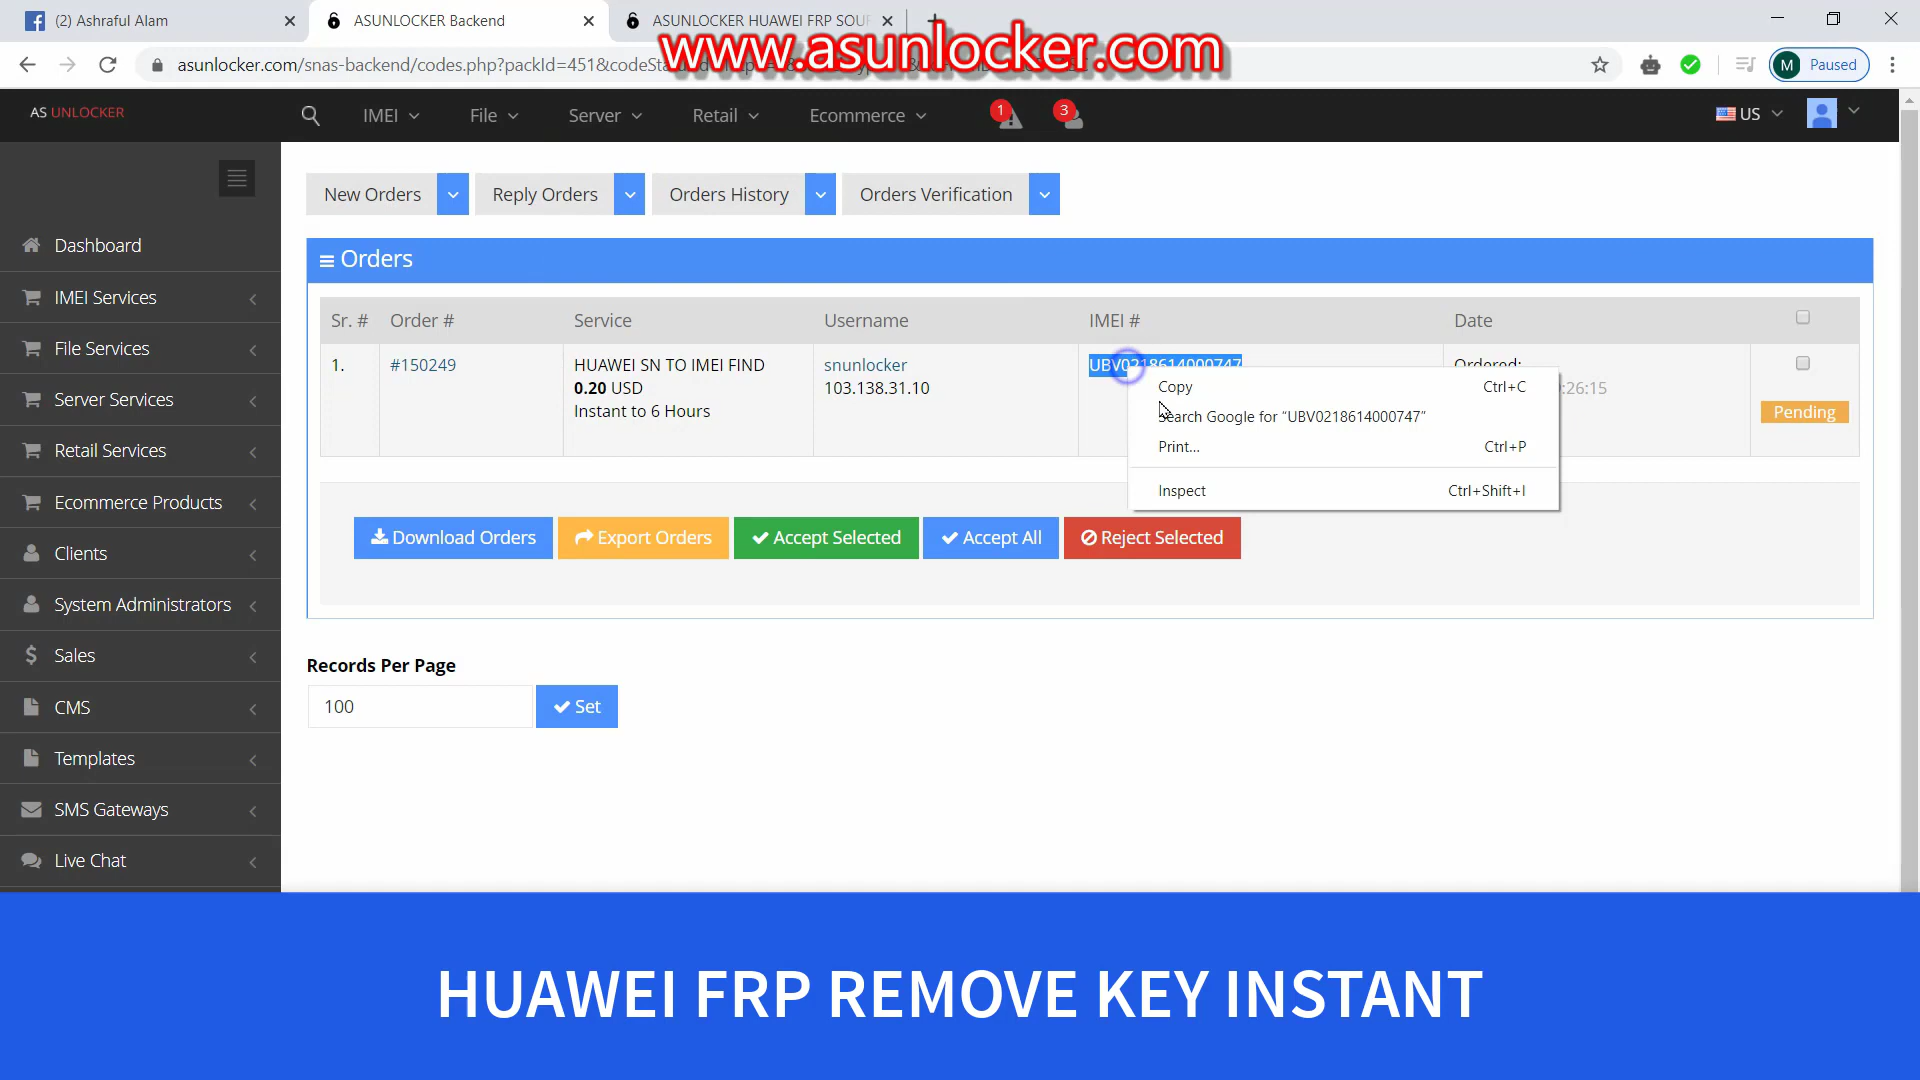 (2) Ashraful Alam
ASUNLOCKER Backend
ASUNLOCKER HUAWEI FRP SOU
www.asunlocker.com
asunlocker.com/snas-backend/codes.php?packId=451&codeSta
Paused
M
AS UNLOCKER
IMEI
File
Server
Retail
Ecommerce
1
3
US
New Orders
Reply Orders
Orders History
Orders Verification
Dashboard
IMEI Services
File Services
Server Services
Retail Services
Ecommerce Products
Clients
System Administrators
Sales
CMS
Templates
SMS Gateways
Live Chat
Orders
Sr. # Order # Service Username IMEI # Date
1. #150249 HUAWEI SN TO IMEI FIND snunlocker UBV0218614000747 Ordered:
0.20 USD 103.138.31.10 :26:15
Instant to 6 Hours
Pending
Copy Ctrl+C
Search Google for “UBV0218614000747”
Print... Ctrl+P
Inspect Ctrl+Shift+I
Download Orders
Export Orders
Accept Selected
Accept All
Reject Selected
Records Per Page
100
Set
HUAWEI FRP REMOVE KEY INSTANT